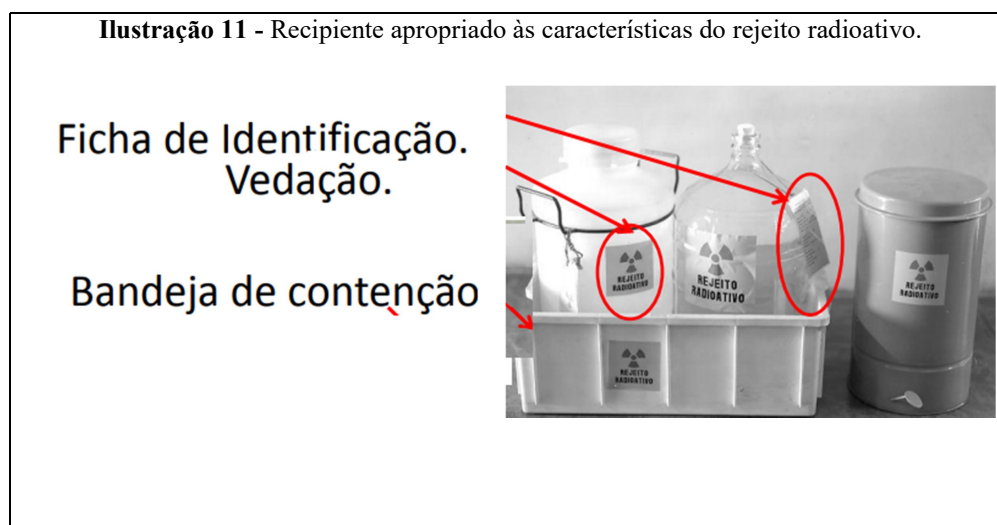 Ilustração 11 - Recipiente apropriado às características do rejeito radioativo.
Ficha de Identificação.
Vedação.
Bandeja de contenção
REJEITO
RADIOATIVO
REJEITO
RADIOATIVO
REJEITO
RADIOATIVO
REJEITO
RADIOATIVO